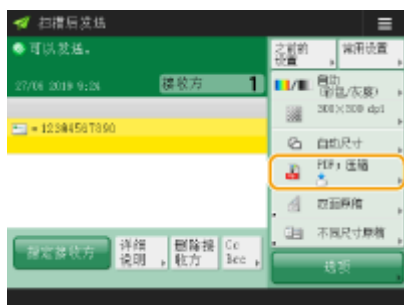 扫描后发送
可以发送。
27/06 2019 9:24
接收方 1
= 1234567890
指定接收方
详细
说明
删除接
收方
Cc
Bcc
之前的
设置
常用设置
自动
(彩色/灰度)
300×300 dpi
自动尺寸
PDF; 压缩
双面原稿
不同尺寸原稿
选项